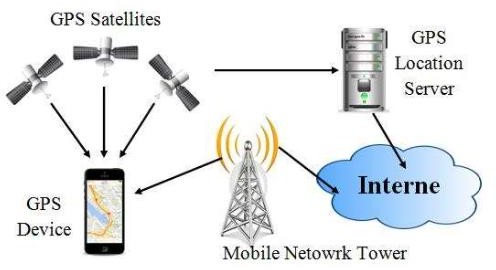 GPS Satellites
GPS
Location
Server
GPS
Device
Interne
Mobile Netowrk Tower